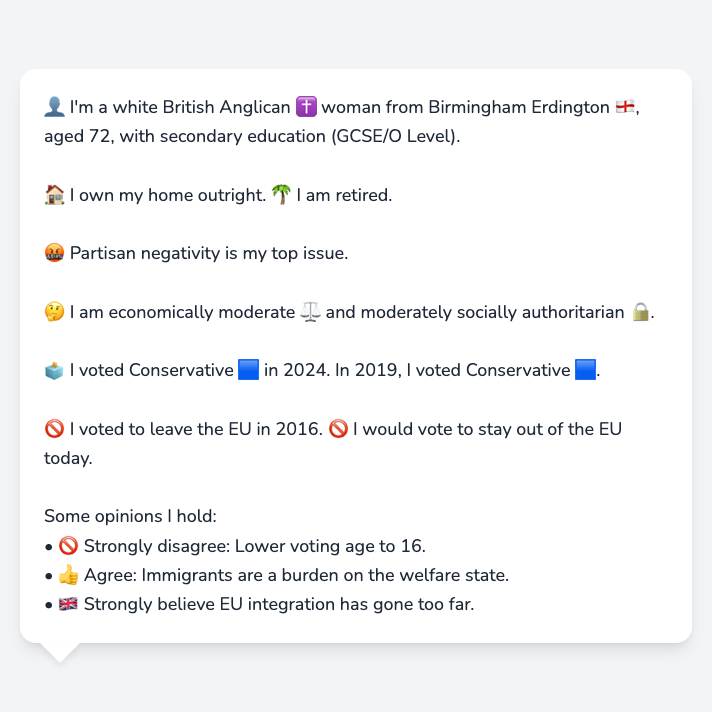 👤 I'm a white British Anglican ✝️ woman from Birmingham Erdington 🏴󠁧󠁢󠁥󠁮󠁧󠁿,
aged 72, with secondary education (GCSE/O Level).
🏠 I own my home outright. 🌴 I am retired.
🤬 Partisan negativity is my top issue.
🤔 I am economically moderate ⚖️ and moderately socially authoritarian 🔒.
🗳️ I voted Conservative 🟦 in 2024. In 2019, I voted Conservative 🟦.
🚫 I voted to leave the EU in 2016. 🚫 I would vote to stay out of the EU
today.
Some opinions I hold:
• 🚫 Strongly disagree: Lower voting age to 16.
• 👍 Agree: Immigrants are a burden on the welfare state.
• 🇬🇧 Strongly believe EU integration has gone too far.